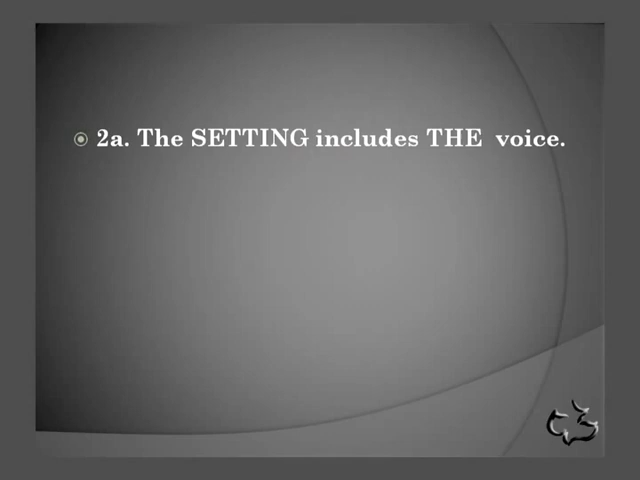 2a. The SETTING includes THE  voice.